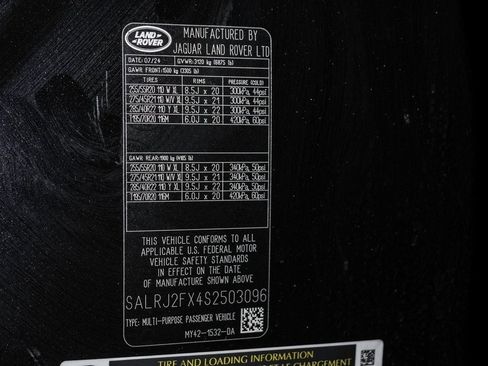 LAND ROVER
MANUFACTURED BY
JAGUAR LAND ROVER LTD
DATE: 07/24 GVWR: 3120 kg (6875 lb)
GAWR FRONT: 1500 kg (3305 lb)
TIRES RIMS PRESSURE (COLD)
255/55R20 110 W XL 8.5J x 20 300kPa, 44psi
275/45R21 110 W/V XL 9.5J x 21 300kPa, 44psi
285/40R22 110 Y XL 9.5J x 22 300kPa, 44psi
T195/70R20 116M 6.0J x 20 420kPa, 60psi
GAWR REAR: 1900 kg (4185 lb)
255/55R20 110 W XL 8.5J x 20 340kPa, 50psi
275/45R21 110 W/V XL 9.5J x 21 340kPa, 50psi
285/40R22 110 Y XL 9.5J x 22 340kPa, 50psi
T195/70R20 116M 6.0J x 20 420kPa, 60psi
THIS VEHICLE CONFORMS TO ALL
APPLICABLE U.S. FEDERAL MOTOR
VEHICLE SAFETY STANDARDS
IN EFFECT ON THE DATE
OF MANUFACTURE SHOWN ABOVE
SALRJ2FX4S2503096
TYPE: MULTI-PURPOSE PASSENGER VEHICLE
MY42-1532-DA
TIRE AND LOADING INFORMATION